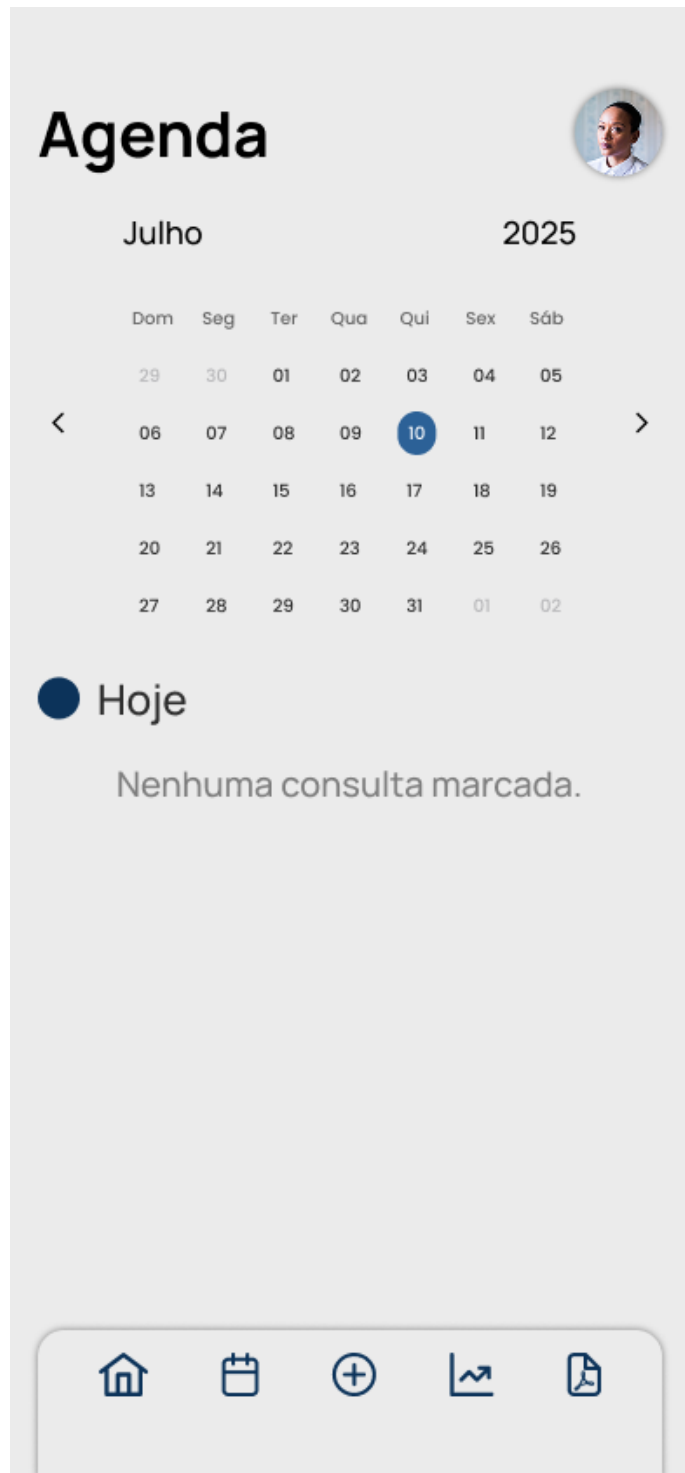 Agenda
Julho 2025
Dom Seg Ter Qua Qui Sex Sáb
29 30 01 02 03 04 05
06 07 08 09 10 11 12
13 14 15 16 17 18 19
20 21 22 23 24 25 26
27 28 29 30 31 01 02
Hoje
Nenhuma consulta marcada.